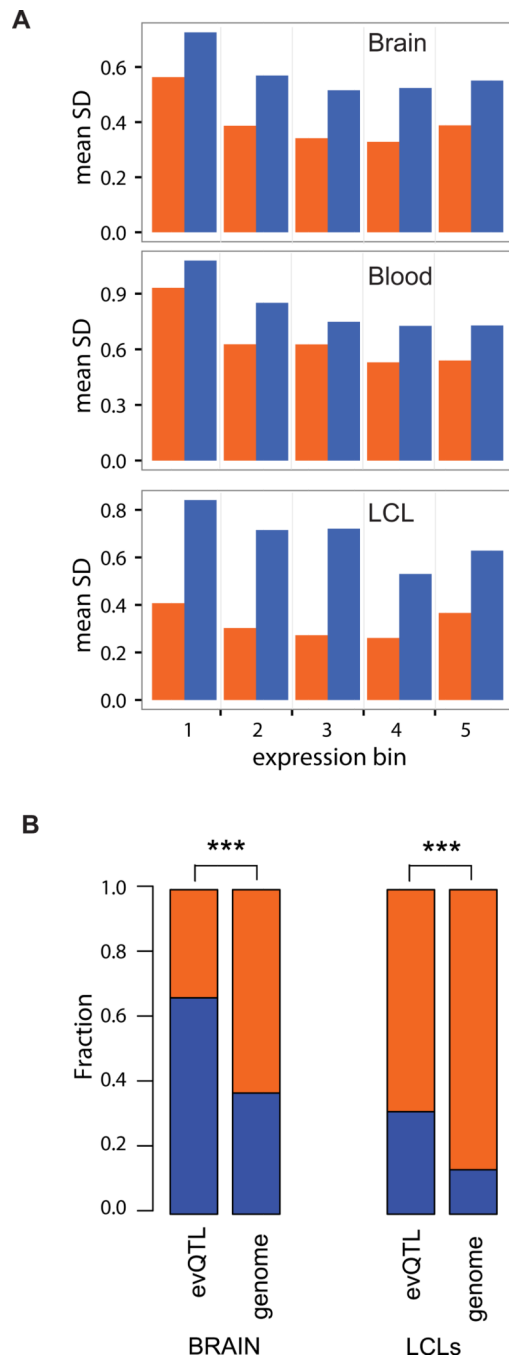 A
Brain
mean SD
0.6
0.4
0.2
0.0
Blood
mean SD
0.9
0.6
0.3
0.0
LCL
mean SD
0.8
0.6
0.4
0.2
0.0
1 2 3 4 5
expression bin
B
*** ***
Fraction
1.0
0.8
0.6
0.4
0.2
0.0
evQTL genome evQTL genome
BRAIN LCLs